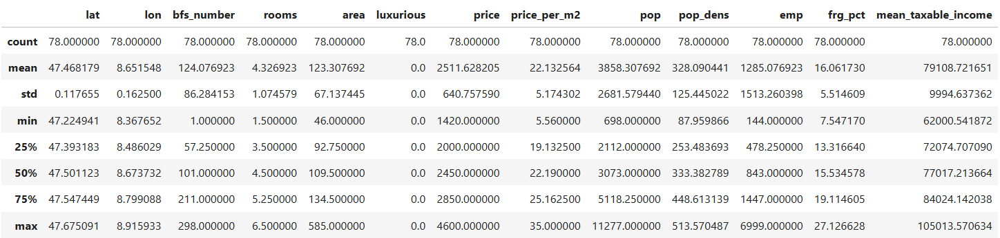 lat lon bfs_number rooms area luxurious price price_per_m2 pop pop_dens emp frg_pct mean_taxable_income
count 78.000000 78.000000 78.000000 78.000000 78.000000 78.0 78.000000 78.000000 78.000000 78.000000 78.000000 78.000000 78.000000
mean 47.468179 8.651548 124.076923 4.326923 123.307692 0.0 2511.628205 22.132564 3858.307692 328.090441 1285.076923 16.061730 79108.721651
std 0.117655 0.162500 86.284153 1.074579 67.137445 0.0 640.757590 5.174302 2681.579440 125.445022 1513.260398 5.514609 9994.637362
min 47.224941 8.367652 1.000000 1.500000 46.000000 0.0 1420.000000 5.560000 698.000000 87.959866 144.000000 7.547170 62000.541872
25% 47.393183 8.486029 57.250000 3.500000 92.750000 0.0 2000.000000 19.132500 2112.000000 253.483693 478.250000 13.316640 72074.707090
50% 47.501123 8.673732 101.000000 4.500000 109.500000 0.0 2450.000000 22.190000 3073.000000 333.382789 843.000000 15.534578 77017.213664
75% 47.547449 8.799088 211.000000 5.250000 134.500000 0.0 2850.000000 25.162500 5118.250000 448.613139 1447.000000 19.114605 84024.142038
max 47.675091 8.915933 298.000000 6.500000 585.000000 0.0 4600.000000 35.000000 11277.000000 513.570487 6999.000000 27.126628 105013.570634